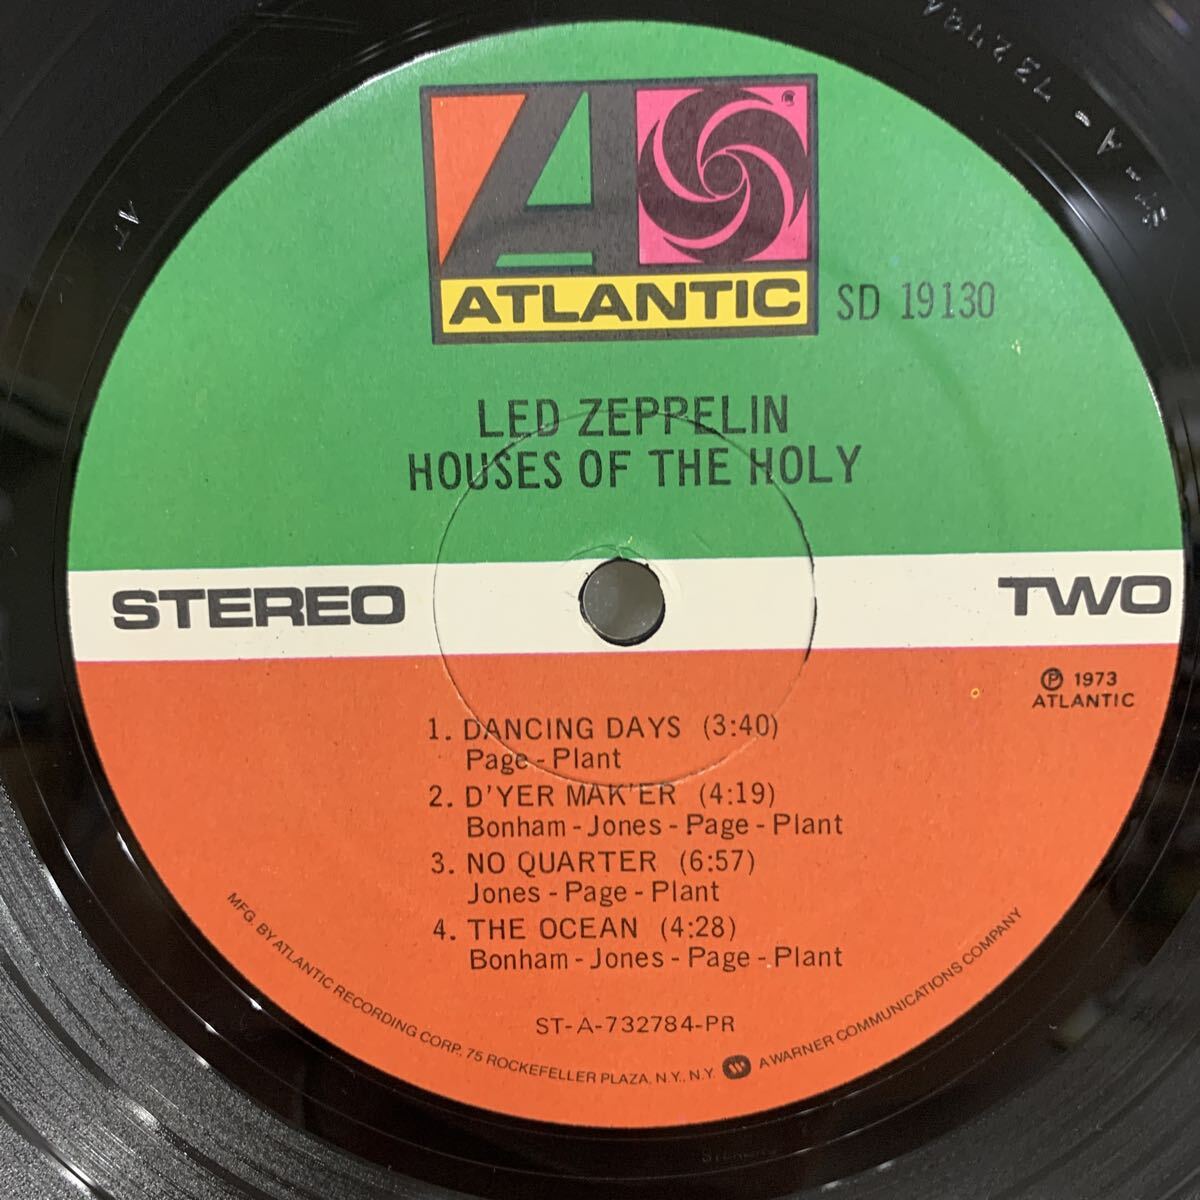 ATLANTIC
SD 19130
LED ZEPPELIN
HOUSES OF THE HOLY
STEREO
TWO
℗ 1973
ATLANTIC
1. DANCING DAYS (3:40)
Page - Plant
2. D'YER MAK'ER (4:19)
Bonham - Jones - Page - Plant
3. NO QUARTER (6:57)
Jones - Page - Plant
4. THE OCEAN (4:28)
Bonham - Jones - Page - Plant
ST-A-732784-PR
MFG. BY ATLANTIC RECORDING CORP., 75 ROCKEFELLER PLAZA, N.Y., N.Y. A WARNER COMMUNICATIONS COMPANY
AT